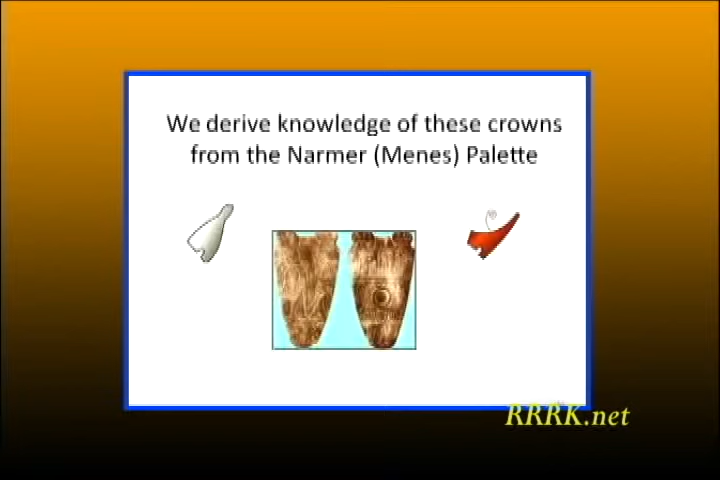 We derive knowledge of these crowns
from the Narmer (Menes) Palette
RRRK.net